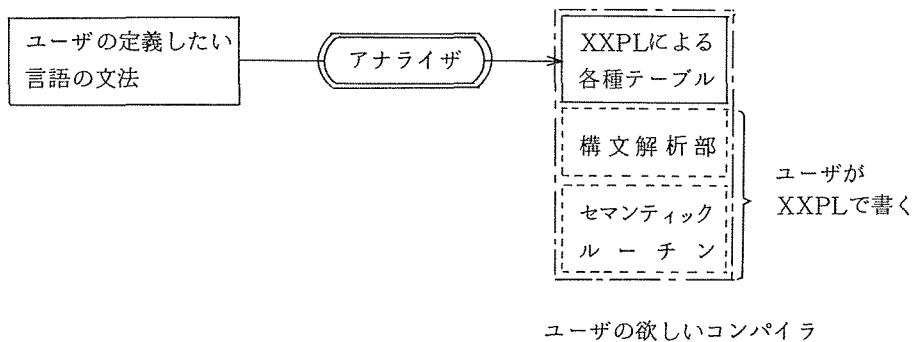 ユーザの定義したい
言語の文法
アナライザ
XXPLによる
各種テーブル
構文解析部
セマンティック
ルーチン
ユーザが
XXPLで書く
ユーザの欲しいコンパイラ